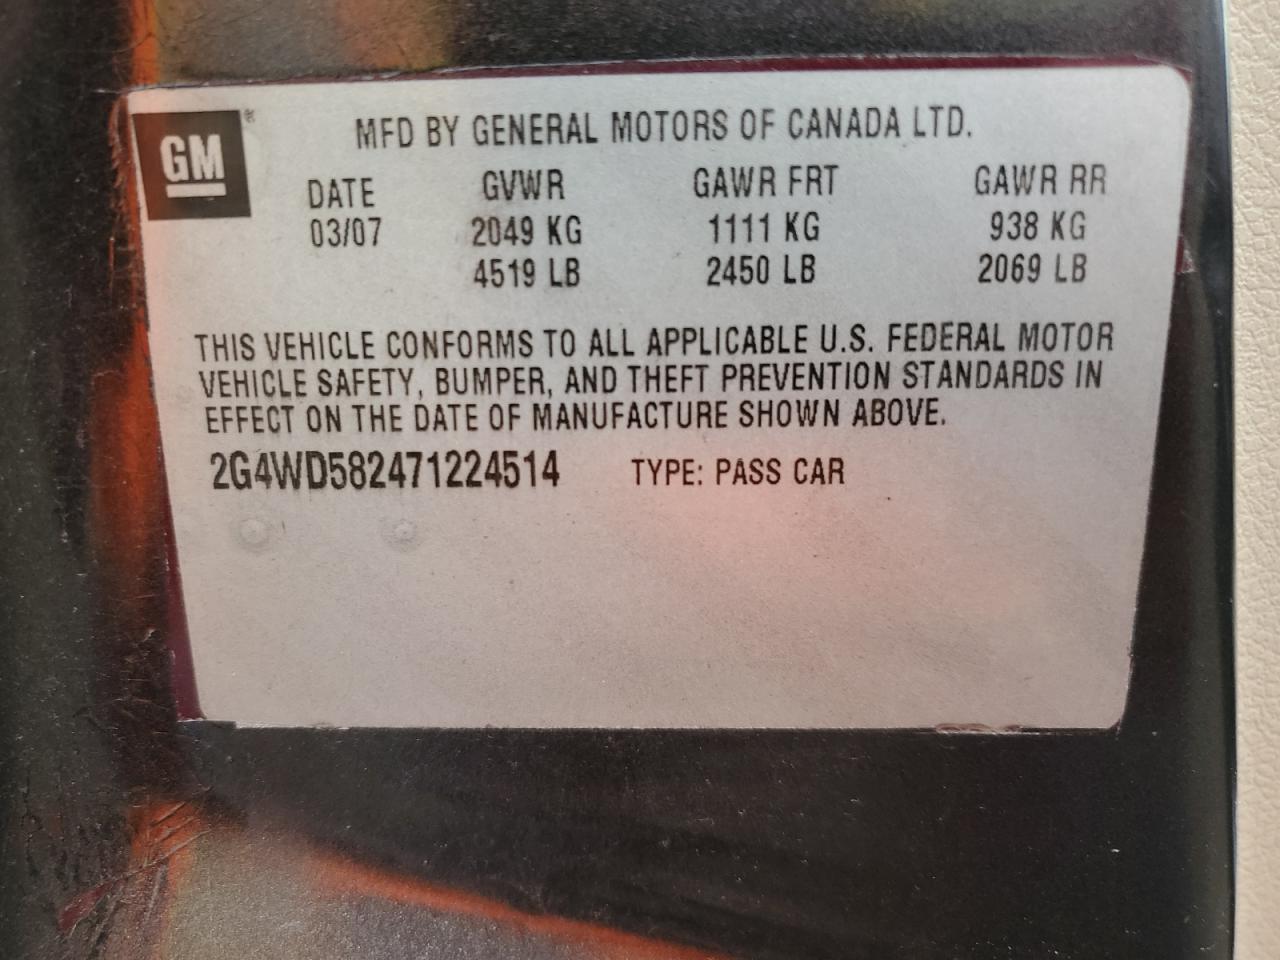 GM®
MFD BY GENERAL MOTORS OF CANADA LTD.
DATE GVWR GAWR FRT GAWR RR
03/07 2049 KG 1111 KG 938 KG
4519 LB 2450 LB 2069 LB
THIS VEHICLE CONFORMS TO ALL APPLICABLE U.S. FEDERAL MOTOR
VEHICLE SAFETY, BUMPER, AND THEFT PREVENTION STANDARDS IN
EFFECT ON THE DATE OF MANUFACTURE SHOWN ABOVE.
2G4WD582471224514 TYPE: PASS CAR